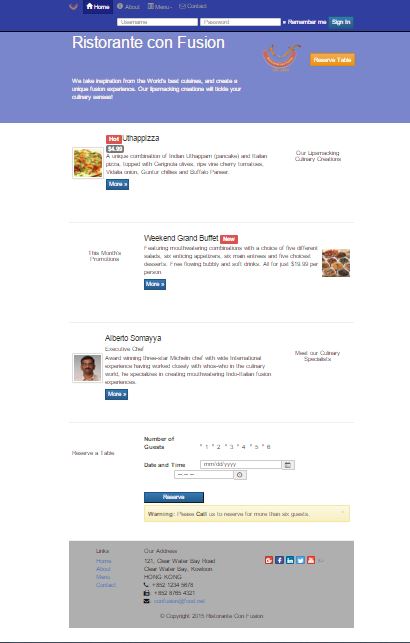 Home About Menu Contact
Username Password Remember me Sign In
Ristorante con Fusion
Reserve Table
We take inspiration from the World's best cuisines, and create a
unique fusion experience. Our lipsmacking creations will tickle your
culinary senses!
Hot Uthappizza
$4.99
A unique combination of Indian Uthappam (pancake) and Italian
pizza, topped with Cerignola olives, ripe vine cherry tomatoes,
Vidalia onion, Guntur chillies and Buffalo Paneer.
More »
Our Lipsmacking
Culinary Creations
This Month's
Promotions
Weekend Grand Buffet New
Featuring mouthwatering combinations with a choice of five different
salads, six enticing appetizers, six main entrees and five choicest
desserts. Free flowing bubbly and soft drinks. All for just $19.99 per
person.
More »
Alberto Somayya
Executive Chef
Award winning three-star Michelin chef with wide International
experience having worked closely with whos-who in the culinary
world, he specializes in creating mouthwatering Indo-Italian fusion
experiences.
More »
Meet our Culinary
Specialists
Reserve a Table
Number of
Guests
1 2 3 4 5 6
Date and Time mm/dd/yyyy
--:-- --
Reserve
Warning: Please Call us to reserve for more than six guests. ×
Links
Home
About
Menu
Contact
Our Address
121, Clear Water Bay Road
Clear Water Bay, Kowloon
HONG KONG
: +852 1234 5678
: +852 8765 4321
: confusion@food.net
© Copyright 2015 Ristorante Con Fusion